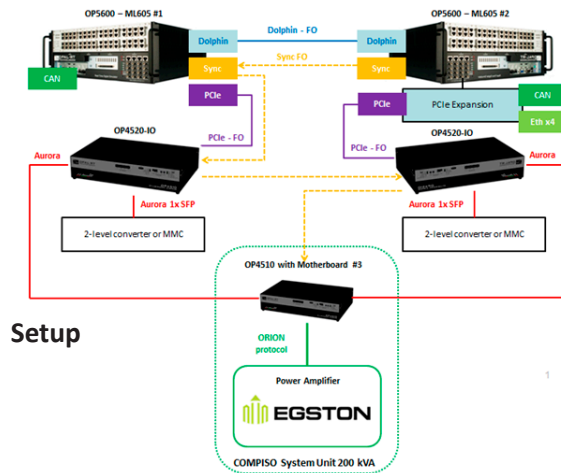 OP5600 – ML605 #1
OP5600 – ML605 #2
Dolphin
Dolphin - FO
Dolphin
Sync
Sync FO
Sync
CAN
PCIe
PCIe
PCIe Expansion
CAN
Eth x4
OP4520-IO
PCIe - FO
PCIe - FO
OP4520-IO
Aurora
Aurora
Aurora 1x SFP
Aurora 1x SFP
2-level converter or MMC
2-level converter or MMC
OP4510 with Motherboard #3
Setup
ORION
protocol
1
Power Amplifier
EGSTON
COMPISO System Unit 200 kVA